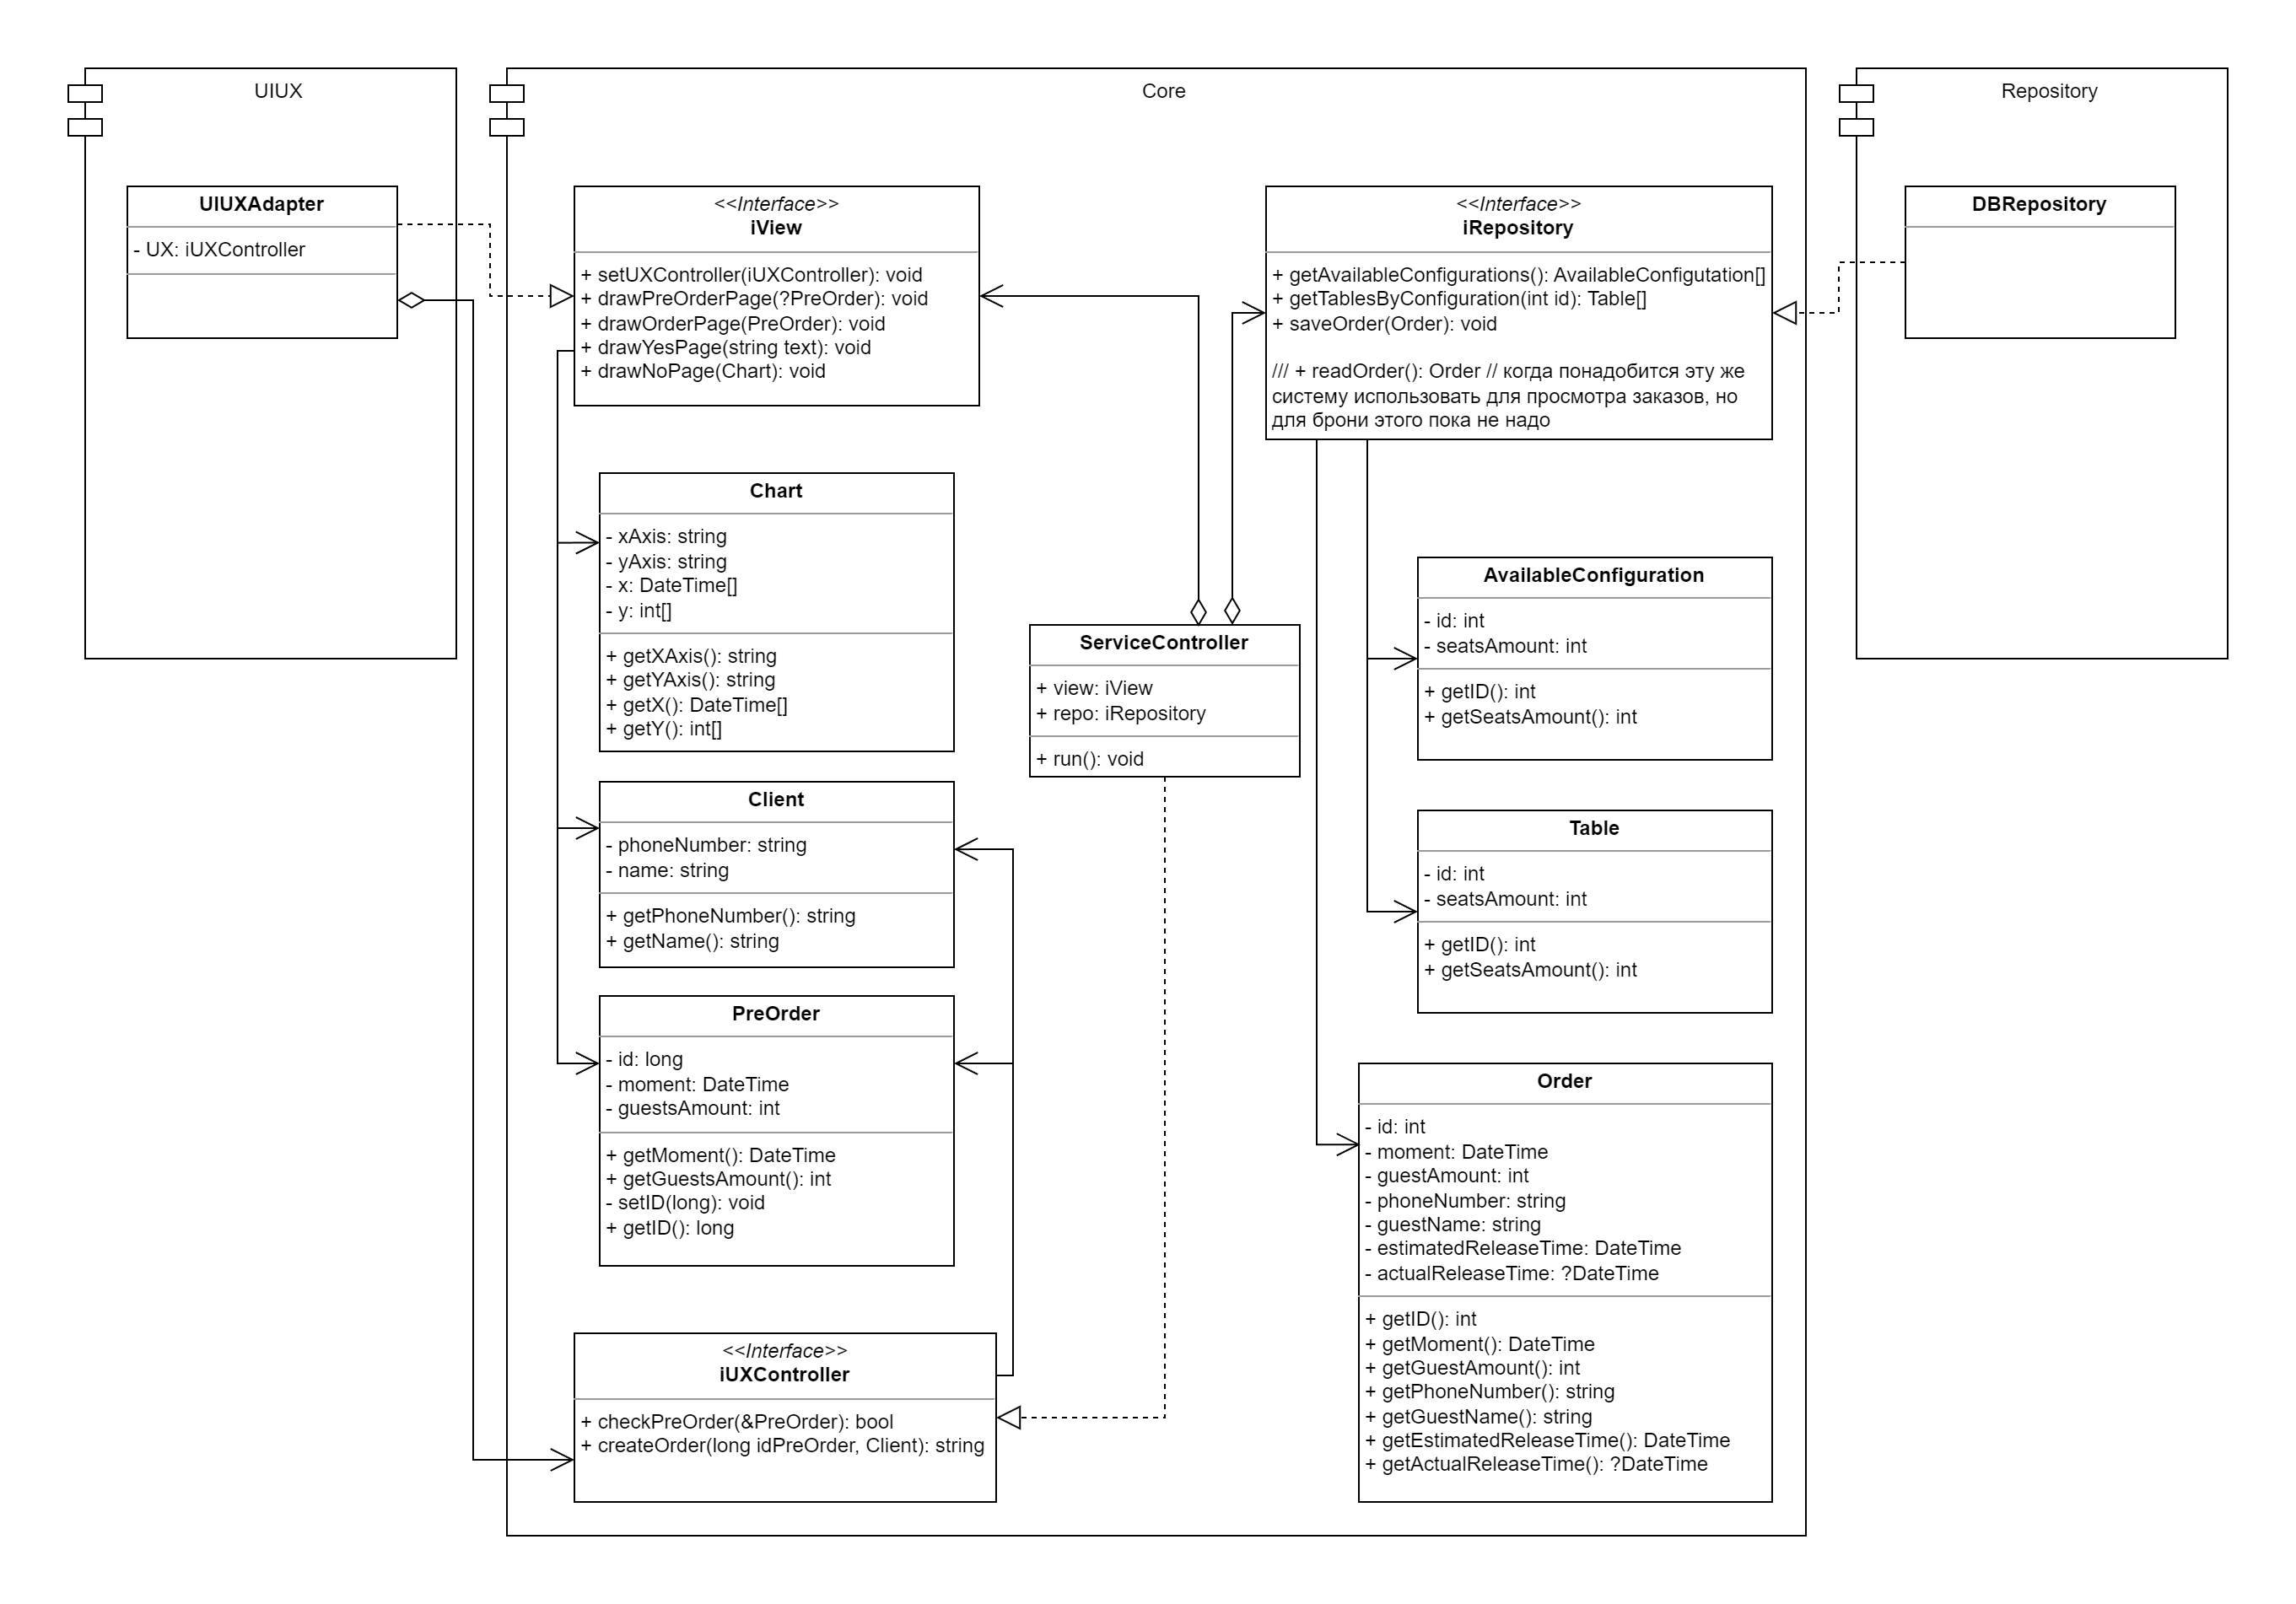 UIUX
UIUXAdapter
- UX: iUXController
Core
<<Interface>>
iView
+ setUXController(iUXController): void
+ drawPreOrderPage(?PreOrder): void
+ drawOrderPage(PreOrder): void
+ drawYesPage(string text): void
+ drawNoPage(Chart): void
Chart
- xAxis: string
- yAxis: string
- x: DateTime[]
- y: int[]
+ getXAxis(): string
+ getYAxis(): string
+ getX(): DateTime[]
+ getY(): int[]
Client
- phoneNumber: string
- name: string
+ getPhoneNumber(): string
+ getName(): string
PreOrder
- id: long
- moment: DateTime
- guestsAmount: int
+ getMoment(): DateTime
+ getGuestsAmount(): int
- setID(long): void
+ getID(): long
<<Interface>>
iUXController
+ checkPreOrder(&PreOrder): bool
+ createOrder(long idPreOrder, Client): string
ServiceController
+ view: iView
+ repo: iRepository
+ run(): void
<<Interface>>
iRepository
+ getAvailableConfigurations(): AvailableConfigutation[]
+ getTablesByConfiguration(int id): Table[]
+ saveOrder(Order): void
/// + readOrder(): Order // когда понадобится эту же
систему использовать для просмотра заказов, но
для брони этого пока не надо
AvailableConfiguration
- id: int
- seatsAmount: int
+ getID(): int
+ getSeatsAmount(): int
Table
- id: int
- seatsAmount: int
+ getID(): int
+ getSeatsAmount(): int
Order
- id: int
- moment: DateTime
- guestAmount: int
- phoneNumber: string
- guestName: string
- estimatedReleaseTime: DateTime
- actualReleaseTime: ?DateTime
+ getID(): int
+ getMoment(): DateTime
+ getGuestAmount(): int
+ getPhoneNumber(): string
+ getGuestName(): string
+ getEstimatedReleaseTime(): DateTime
+ getActualReleaseTime(): ?DateTime
Repository
DBRepository